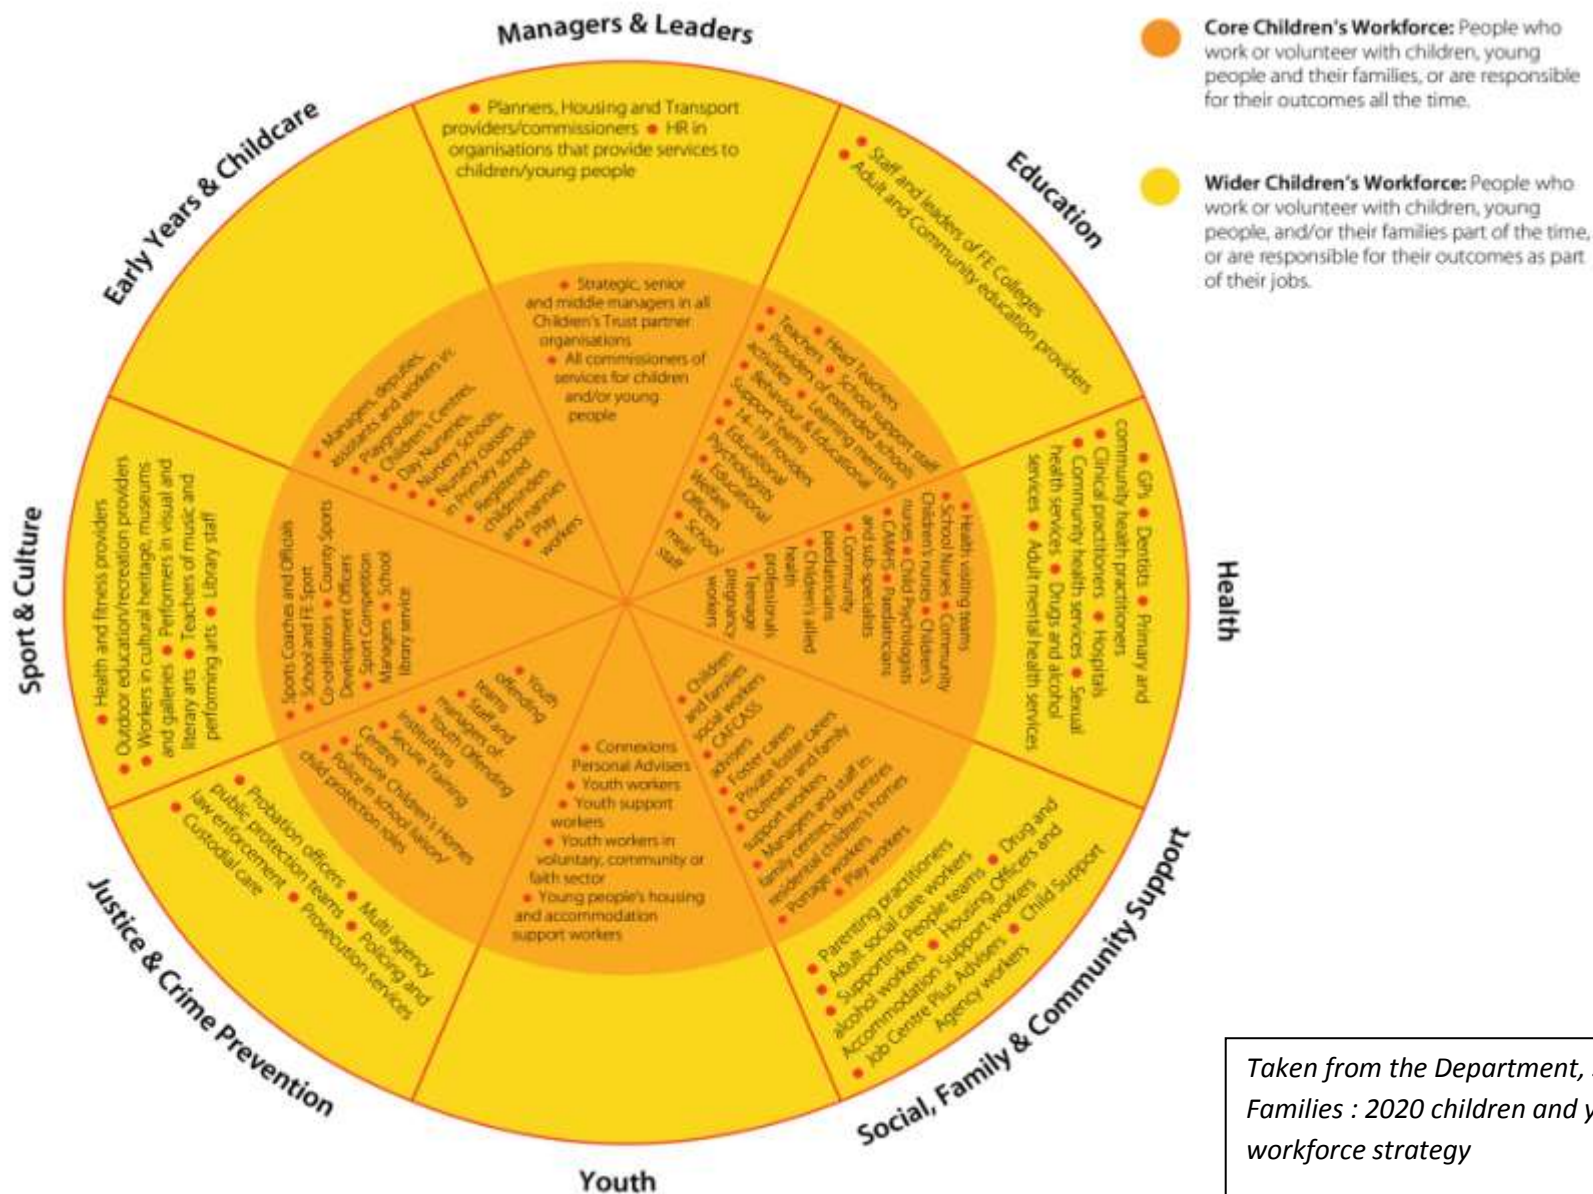 Managers & Leaders
● Planners, Housing and Transport
providers/commissioners ● HR in
organisations that provide services to
children/young people
● Strategic, senior
and middle managers in all
Children's Trust partner
organisations
● All commissioners of
services for children
and/or young
people
Education
● Staff and leaders of FE Colleges
● Adult and Community education providers
● Head Teachers
● Teachers ● School support staff
● Providers of extended schools
activities ● Learning mentors
● Behaviour & Educational
Support Teams
● 14–19 Providers
● Educational
Psychologists
● Educational
Welfare
Officers
● School
meal
staff
Health
● GPs ● Dentists ● Primary and
community health practitioners
● Clinical practitioners ● Hospitals
● Community health services ● Sexual
health services ● Drugs and alcohol
services ● Adult mental health services
● Health visiting teams
● School Nurses ● Community
Children's nurses ● Children's
nurses ● Child Psychologists
● CAMHS ● Paediatricians
and sub-specialists
● Community
paediatricians
● Children's allied
health
professionals
● Teenage
pregnancy
workers
Social, Family & Community Support
● Children
and families
social workers
● CAFCASS
advisers
● Foster carers
● Private foster carers
● Outreach and family
support workers
● Managers and staff in:
family centres, day centres
residential children's homes
● Portage workers
● Play workers
● Parenting practitioners
● Adult social care workers
● Supporting People teams ● Drug and
alcohol workers ● Housing Officers and
Accommodation Support workers
● Job Centre Plus Advisers ● Child Support
Agency workers
Youth
● Connexions
Personal Advisers
● Youth workers
● Youth support
workers
● Youth workers in
voluntary, community or
faith sector
● Young people's housing
and accommodation
support workers
Justice & Crime Prevention
● Youth
offending
teams
● Staff and
managers of
Youth Offending
Institutions
● Secure Training
Centres
● Secure Children's Homes
● Police in school liaison/
child protection roles
● Probation officers ● Multi agency
public protection teams ● Policing and
law enforcement ● Prosecution services
● Custodial care
Sport & Culture
● Health and fitness providers
● Outdoor education/recreation providers
● Workers in cultural heritage, museums
and galleries ● Performers in visual and
literary arts ● Teachers of music and
performing arts ● Library staff
● Sports Coaches and Officials
● School and FE Sport
Co-ordinators ● County Sports
Development Officers
● Sport Competition
Managers ● School
library service
Early Years & Childcare
● Managers, deputies,
assistants and workers in:
● Playgroups,
● Children's Centres,
● Day Nurseries,
● Nursery Schools,
● Nursery classes
in Primary schools
● Registered
childminders
and nannies
● Play
workers
Core Children's Workforce: People who
work or volunteer with children, young
people and their families, or are responsible
for their outcomes all the time.
Wider Children's Workforce: People who
work or volunteer with children, young
people, and/or their families part of the time,
or are responsible for their outcomes as part
of their jobs.
Taken from the Department,
Families : 2020 children and
workforce strategy